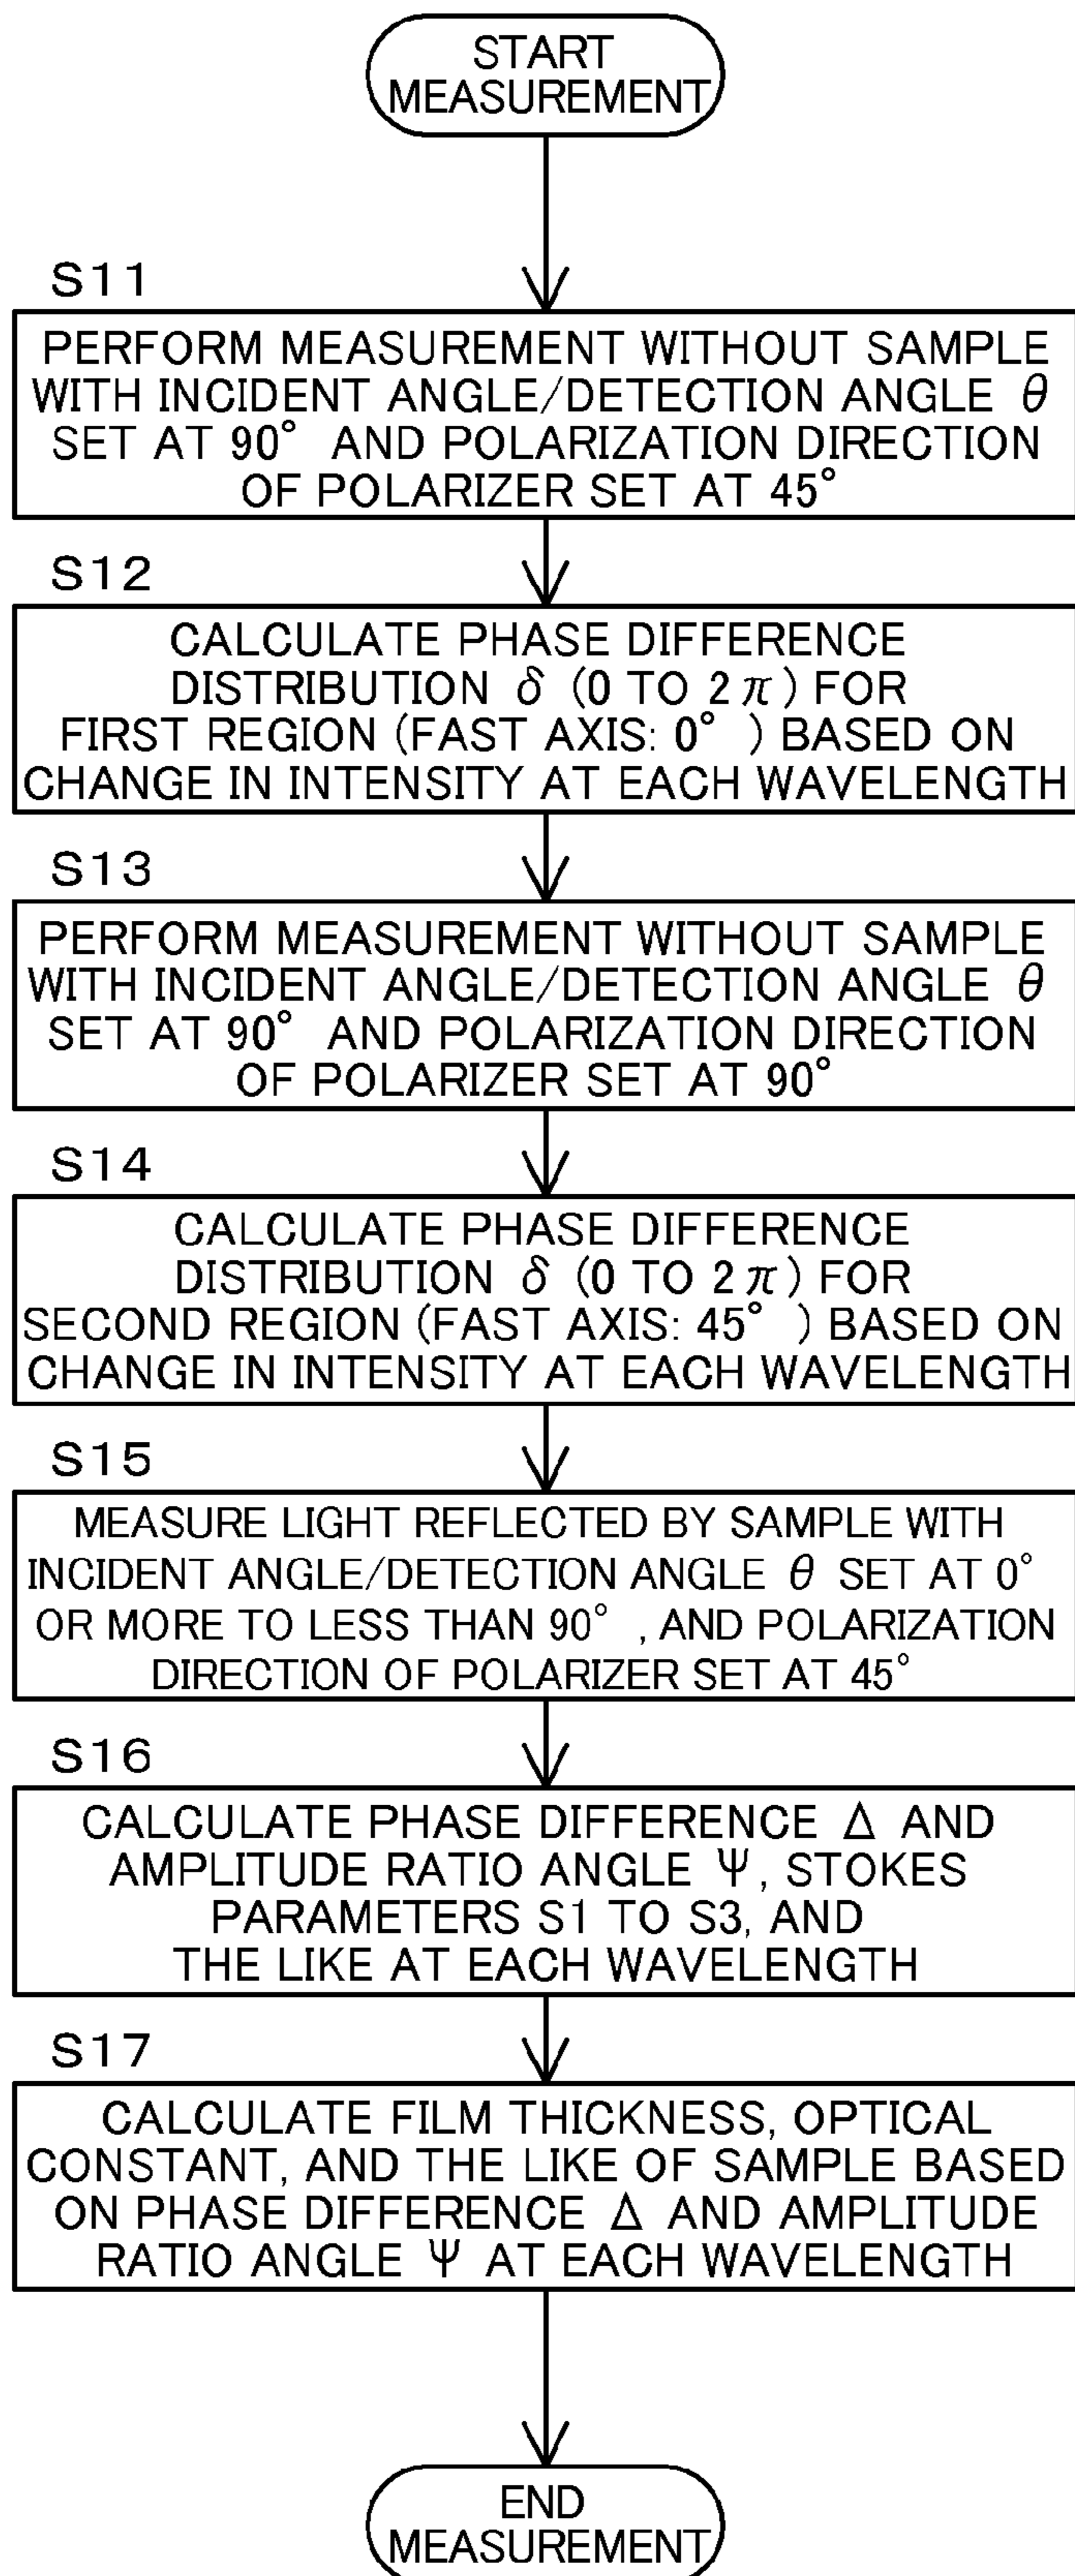 START
MEASUREMENT
S11
PERFORM MEASUREMENT WITHOUT SAMPLE
WITH INCIDENT ANGLE/DETECTION ANGLE θ
SET AT 90° AND POLARIZATION DIRECTION
OF POLARIZER SET AT 45°
S12
CALCULATE PHASE DIFFERENCE
DISTRIBUTION δ (0 TO 2π) FOR
FIRST REGION (FAST AXIS: 0° ) BASED ON
CHANGE IN INTENSITY AT EACH WAVELENGTH
S13
PERFORM MEASUREMENT WITHOUT SAMPLE
WITH INCIDENT ANGLE/DETECTION ANGLE θ
SET AT 90° AND POLARIZATION DIRECTION
OF POLARIZER SET AT 90°
S14
CALCULATE PHASE DIFFERENCE
DISTRIBUTION δ (0 TO 2π) FOR
SECOND REGION (FAST AXIS: 45° ) BASED ON
CHANGE IN INTENSITY AT EACH WAVELENGTH
S15
MEASURE LIGHT REFLECTED BY SAMPLE WITH
INCIDENT ANGLE/DETECTION ANGLE θ SET AT 0°
OR MORE TO LESS THAN 90° , AND POLARIZATION
DIRECTION OF POLARIZER SET AT 45°
S16
CALCULATE PHASE DIFFERENCE Δ AND
AMPLITUDE RATIO ANGLE Ψ, STOKES
PARAMETERS S1 TO S3, AND
THE LIKE AT EACH WAVELENGTH
S17
CALCULATE FILM THICKNESS, OPTICAL
CONSTANT, AND THE LIKE OF SAMPLE BASED
ON PHASE DIFFERENCE Δ AND AMPLITUDE
RATIO ANGLE Ψ AT EACH WAVELENGTH
END
MEASUREMENT